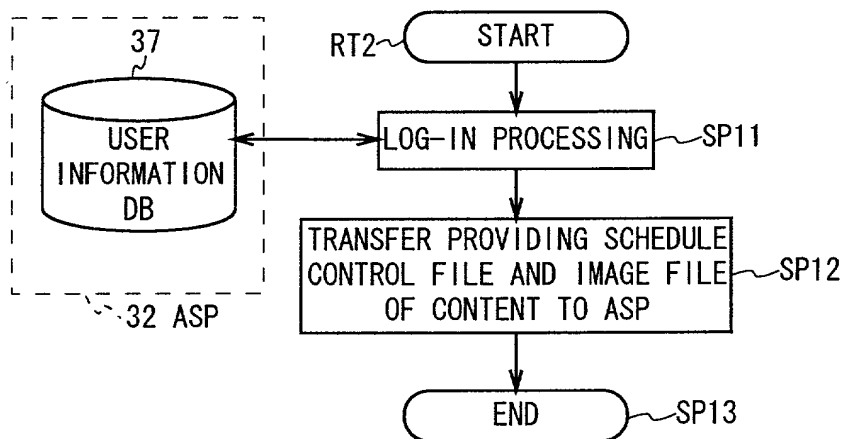 37
USER
INFORMATION
DB
32 ASP
RT2
START
LOG-IN PROCESSING
SP11
TRANSFER PROVIDING SCHEDULE
CONTROL FILE AND IMAGE FILE
OF CONTENT TO ASP
SP12
END
SP13